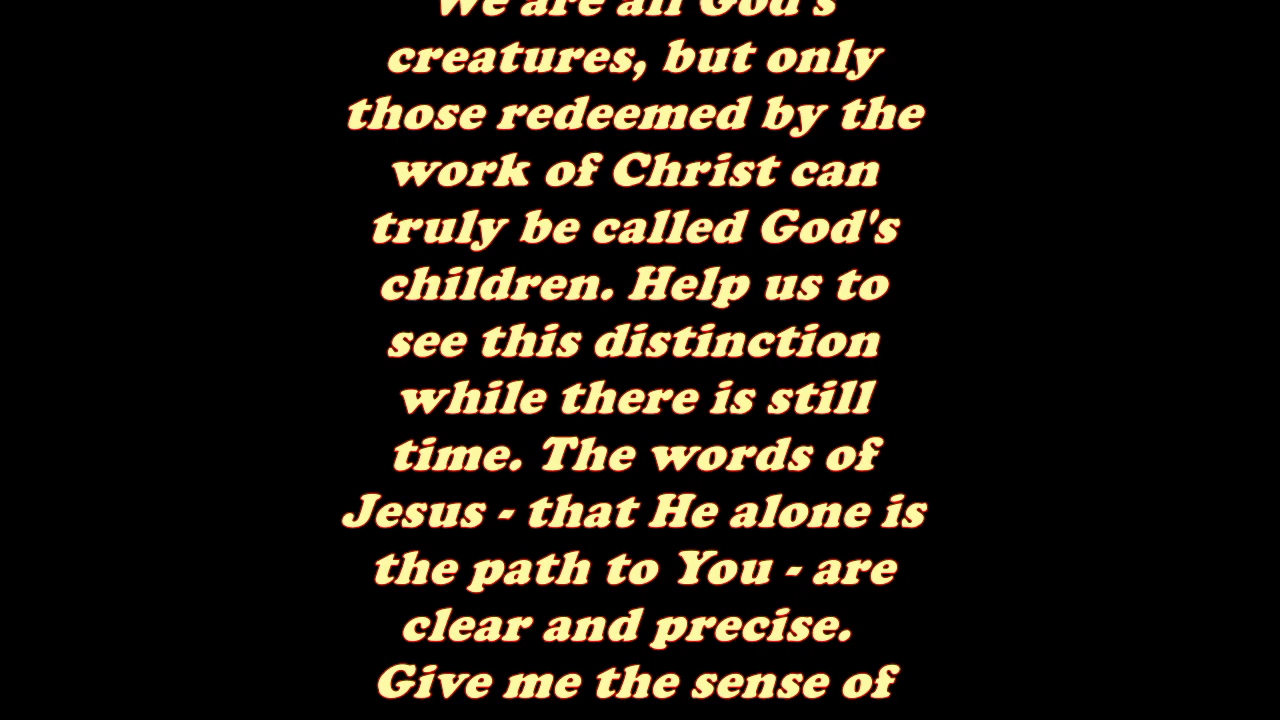 We are all God's
creatures, but only
those redeemed by the
work of Christ can
truly be called God's
children. Help us to
see this distinction
while there is still
time. The words of
Jesus - that He alone is
the path to You - are
clear and precise.
Give me the sense of